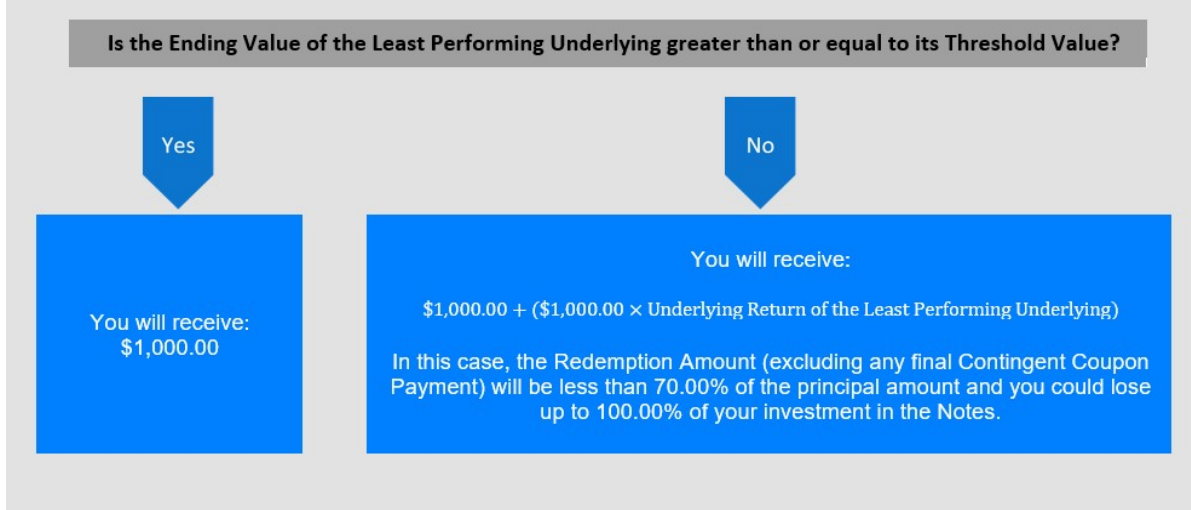 Is the Ending Value of the Least Performing Underlying greater than or equal to its Threshold Value?
Yes
No
You will receive:
$1,000.00
You will receive:
$1,000.00 + ($1,000.00 × Underlying Return of the Least Performing Underlying)
In this case, the Redemption Amount (excluding any final Contingent Coupon
Payment) will be less than 70.00% of the principal amount and you could lose
up to 100.00% of your investment in the Notes.